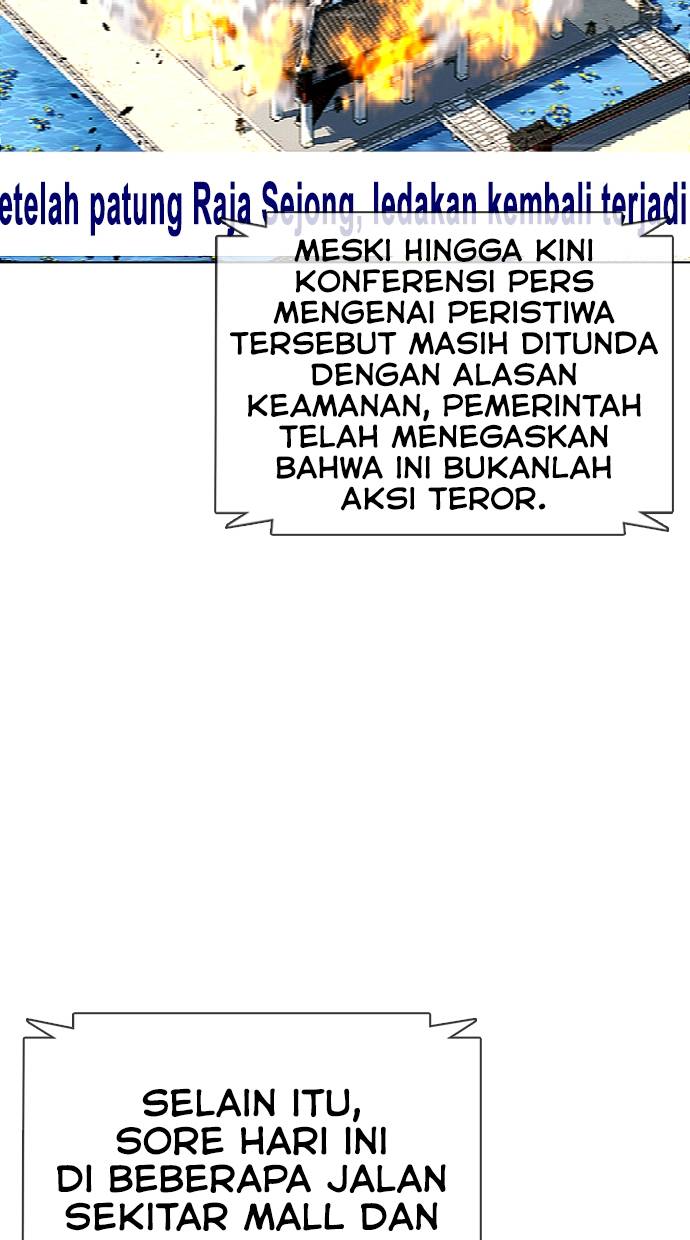 etelah patung Raja Sejong, ledakan kembali terjadi
MESKI HINGGA KINI
KONFERENSI PERS
MENGENAI PERISTIWA
TERSEBUT MASIH DITUNDA
DENGAN ALASAN
KEAMANAN, PEMERINTAH
TELAH MENEGASKAN
BAHWA INI BUKANLAH
AKSI TEROR.
SELAIN ITU,
SORE HARI INI
DI BEBERAPA JALAN
SEKITAR MALL DAN